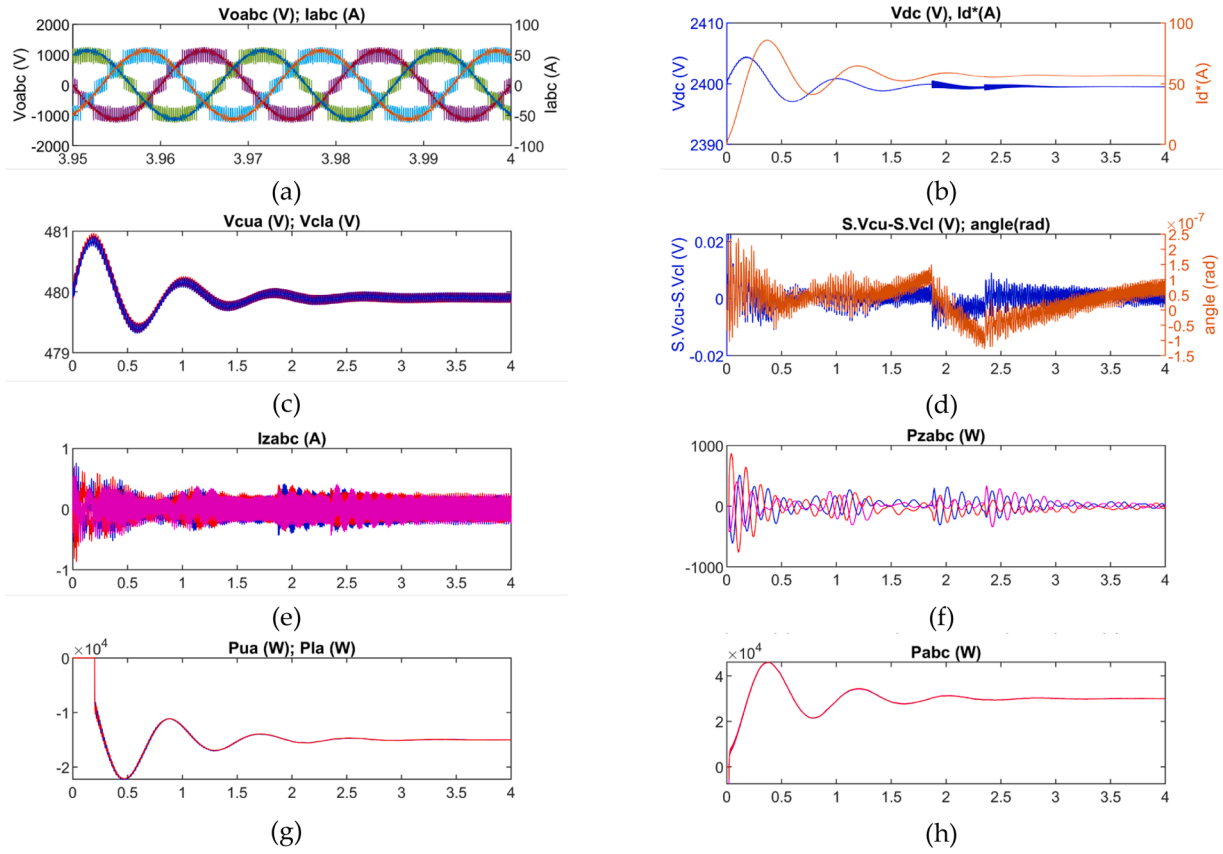 Voabc (V); Iabc (A)
Voabc (V)
2000
1000
0
-1000
-2000
100
50
0
-50
-100
Iabc (A)
3.95 3.96 3.97 3.98 3.99 4
(a)
Vdc (V), Id*(A)
Vdc (V)
2410
2400
2390
100
50
0
Id*(A)
0 0.5 1 1.5 2 2.5 3 3.5 4
(b)
Vcua (V); Vcla (V)
481
480
479
0 0.5 1 1.5 2 2.5 3 3.5 4
(c)
S.Vcu-S.Vcl (V); angle(rad)
S.Vcu-S.Vcl (V)
0.02
0
-0.02
×10-7
2.5
2
1.5
1
0.5
0
-0.5
-1
-1.5
angle (rad)
0 0.5 1 1.5 2 2.5 3 3.5 4
(d)
Izabc (A)
1
0
-1
0 0.5 1 1.5 2 2.5 3 3.5 4
(e)
Pzabc (W)
1000
0
-1000
0 0.5 1 1.5 2 2.5 3 3.5 4
(f)
×10⁴
Pua (W); Pla (W)
0
-1
-2
0 0.5 1 1.5 2 2.5 3 3.5 4
(g)
×10⁴
Pabc (W)
4
2
0
0 0.5 1 1.5 2 2.5 3 3.5 4
(h)